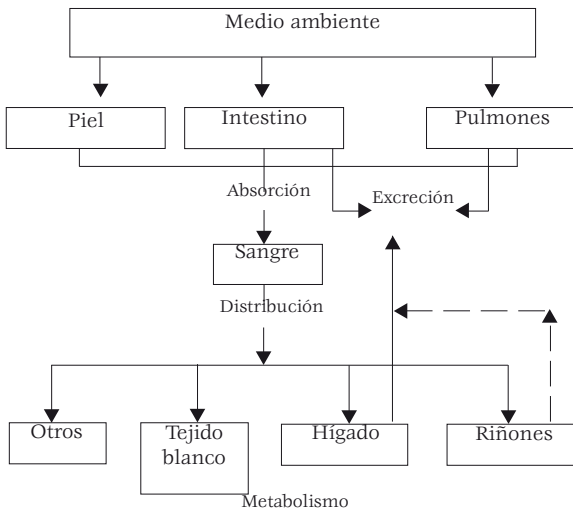 Medio ambiente
Piel
Intestino
Pulmones
Absorción
Excreción
Sangre
Distribución
Otros
Tejido
blanco
Hígado
Riñones
Metabolismo